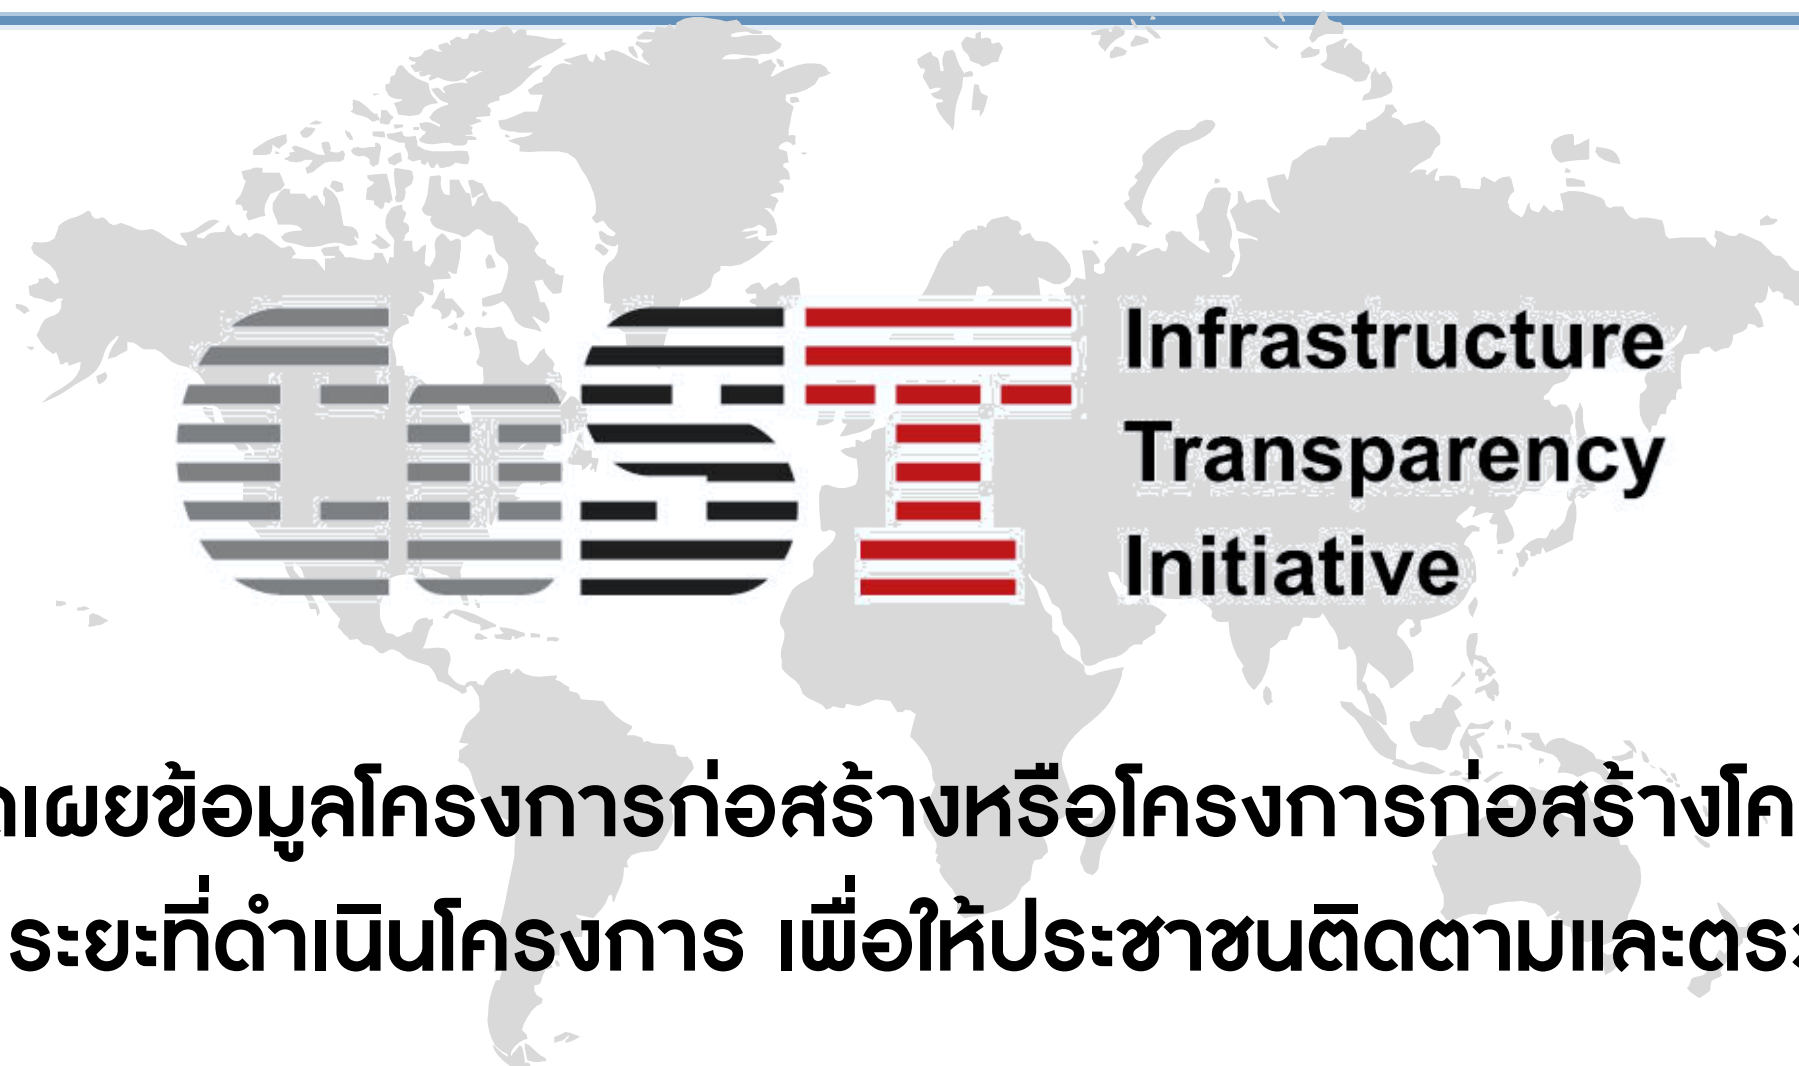 CoST
Infrastructure
Transparency
Initiative
ดเผยข้อมูลโครงการก่อสร้างหรือโครงการก่อสร้างโค
ระยะที่ดำเนินโครงการ เพื่อให้ประชาชนติดตามและตรว